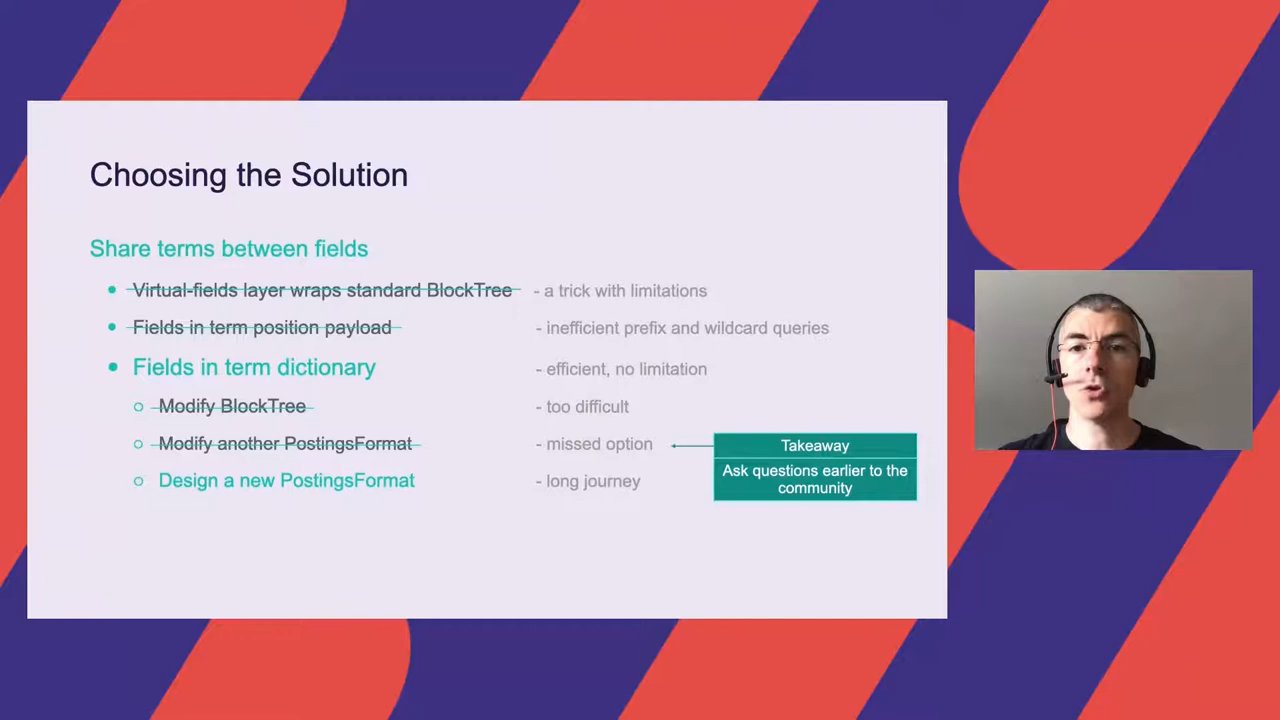 Choosing the Solution
Share terms between fields
Virtual-fields layer wraps standard BlockTree - a trick with limitations
Fields in term position payload - inefficient prefix and wildcard queries
Fields in term dictionary - efficient, no limitation
Modify BlockTree - too difficult
Modify another PostingsFormat - missed option
Design a new PostingsFormat - long journey
Takeaway
Ask questions earlier to the
community